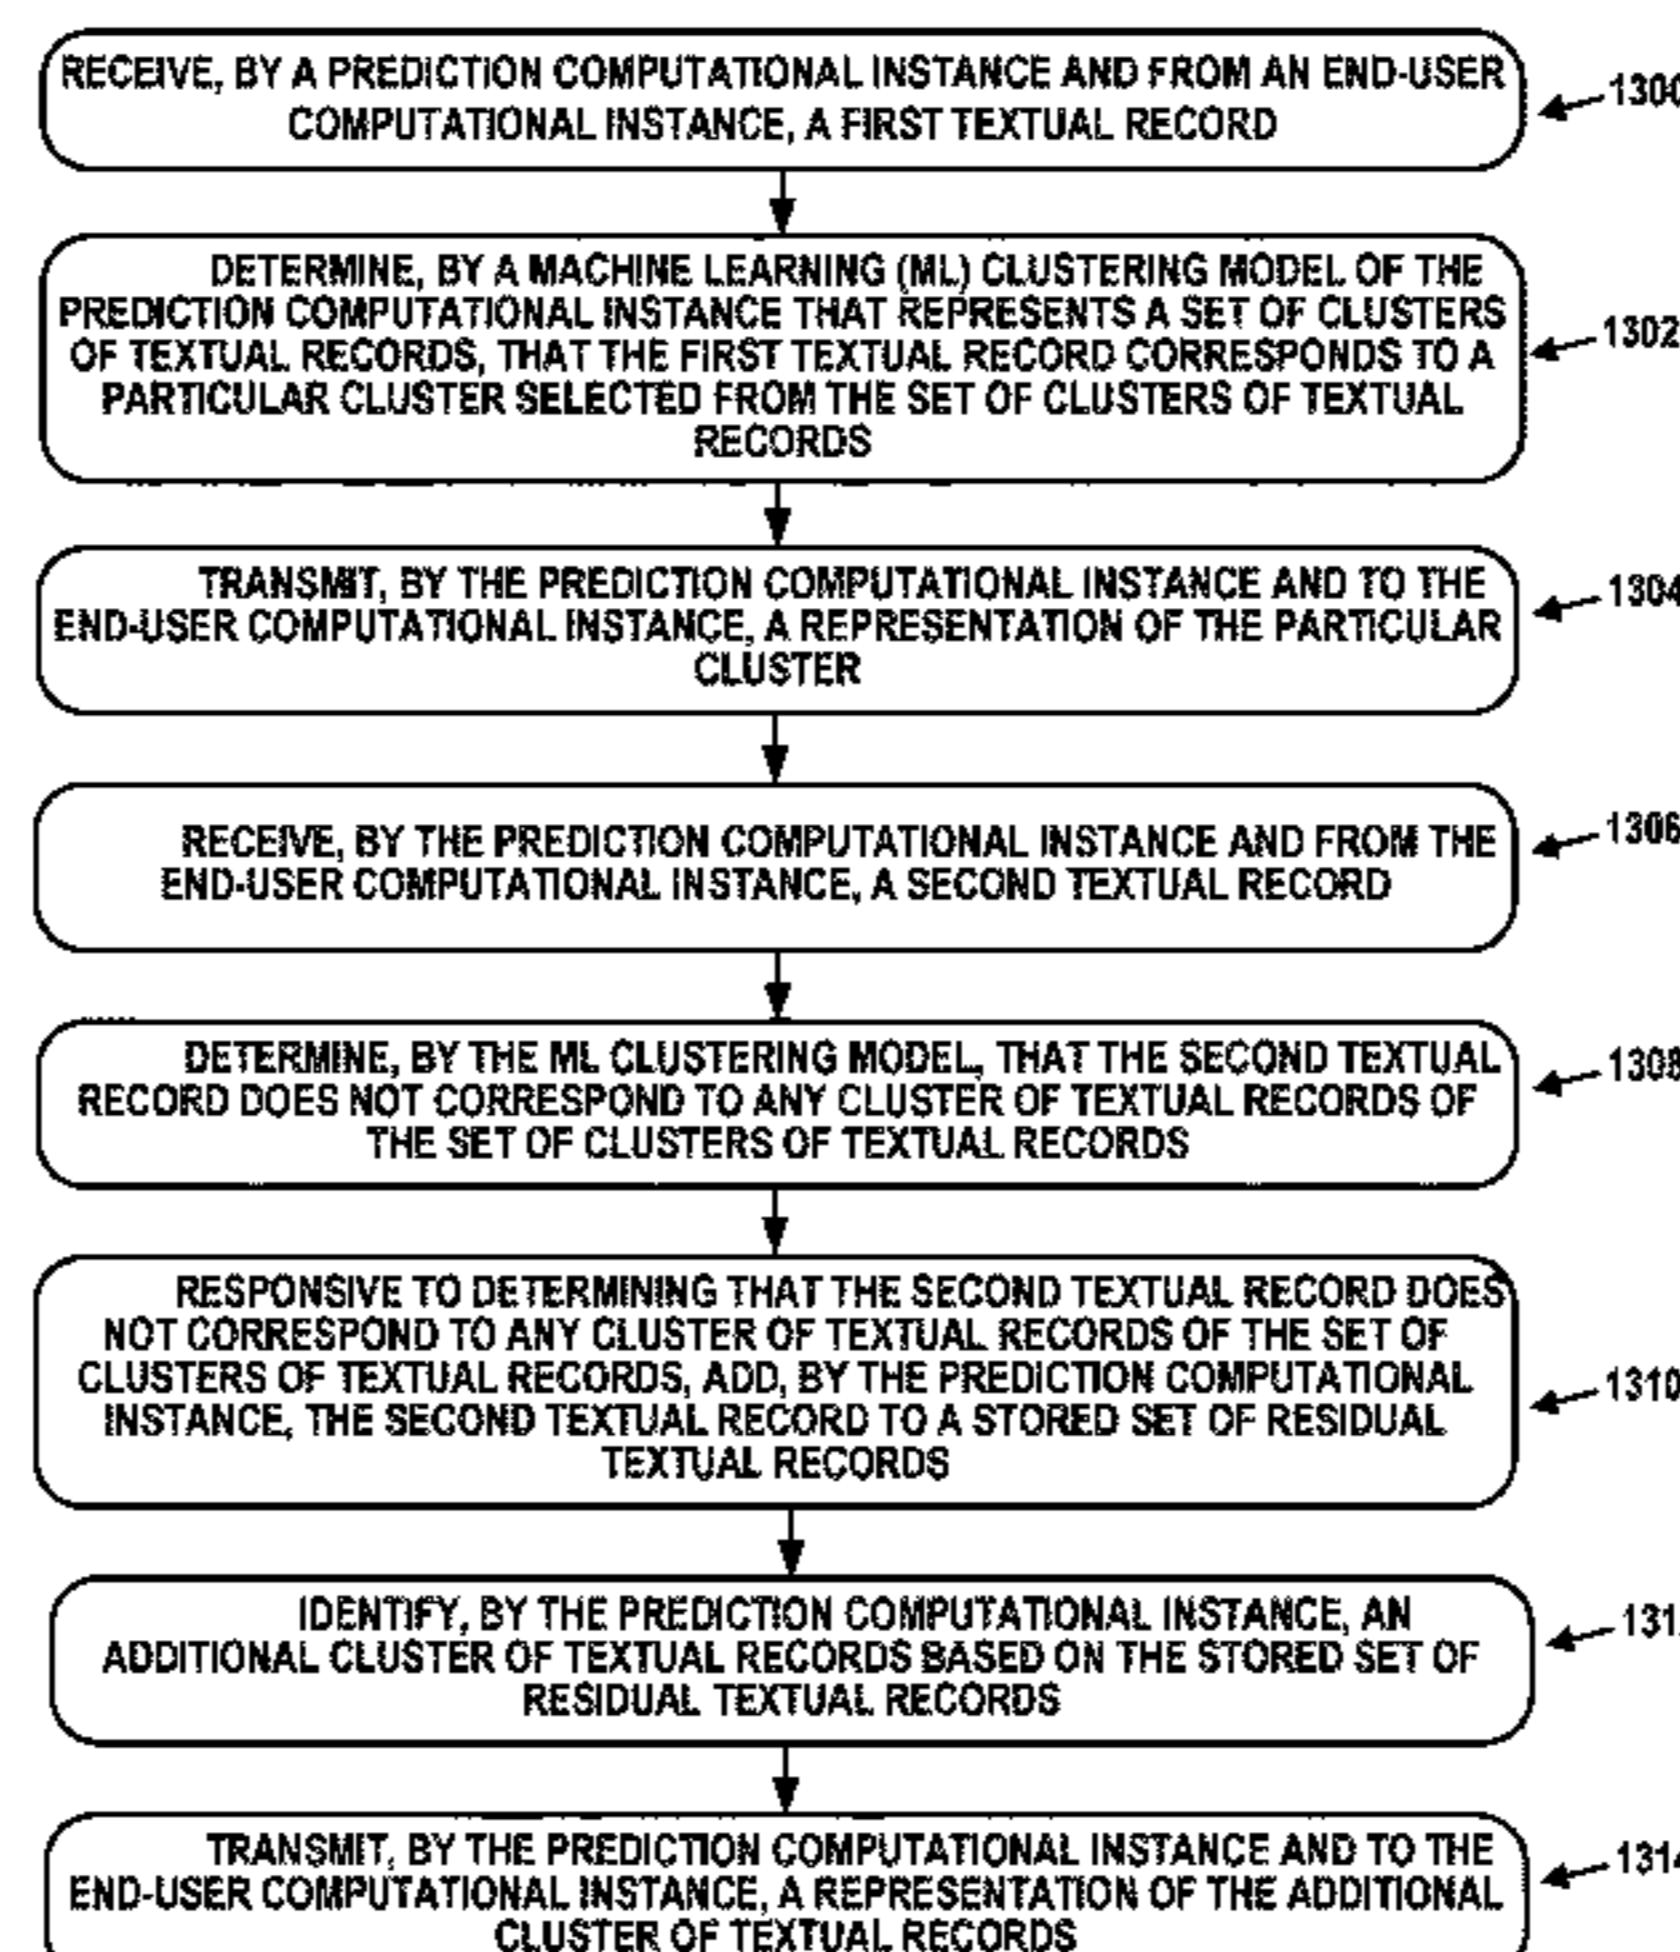 RECEIVE, BY A PREDICTION COMPUTATIONAL INSTANCE AND FROM AN END-USER
COMPUTATIONAL INSTANCE, A FIRST TEXTUAL RECORD
1300
DETERMINE, BY A MACHINE LEARNING (ML) CLUSTERING MODEL OF THE
PREDICTION COMPUTATIONAL INSTANCE THAT REPRESENTS A SET OF CLUSTERS
OF TEXTUAL RECORDS, THAT THE FIRST TEXTUAL RECORD CORRESPONDS TO A
PARTICULAR CLUSTER SELECTED FROM THE SET OF CLUSTERS OF TEXTUAL
RECORDS
1302
TRANSMIT, BY THE PREDICTION COMPUTATIONAL INSTANCE AND TO THE
END-USER COMPUTATIONAL INSTANCE, A REPRESENTATION OF THE PARTICULAR
CLUSTER
1304
RECEIVE, BY THE PREDICTION COMPUTATIONAL INSTANCE AND FROM THE
END-USER COMPUTATIONAL INSTANCE, A SECOND TEXTUAL RECORD
1306
DETERMINE, BY THE ML CLUSTERING MODEL, THAT THE SECOND TEXTUAL
RECORD DOES NOT CORRESPOND TO ANY CLUSTER OF TEXTUAL RECORDS OF
THE SET OF CLUSTERS OF TEXTUAL RECORDS
1308
RESPONSIVE TO DETERMINING THAT THE SECOND TEXTUAL RECORD DOES
NOT CORRESPOND TO ANY CLUSTER OF TEXTUAL RECORDS OF THE SET OF
CLUSTERS OF TEXTUAL RECORDS, ADD, BY THE PREDICTION COMPUTATIONAL
INSTANCE, THE SECOND TEXTUAL RECORD TO A STORED SET OF RESIDUAL
TEXTUAL RECORDS
1310
IDENTIFY, BY THE PREDICTION COMPUTATIONAL INSTANCE, AN
ADDITIONAL CLUSTER OF TEXTUAL RECORDS BASED ON THE STORED SET OF
RESIDUAL TEXTUAL RECORDS
TRANSMIT, BY THE PREDICTION COMPUTATIONAL INSTANCE AND TO THE
END-USER COMPUTATIONAL INSTANCE, A REPRESENTATION OF THE ADDITIONAL
CLUSTER OF TEXTUAL RECORDS
1314